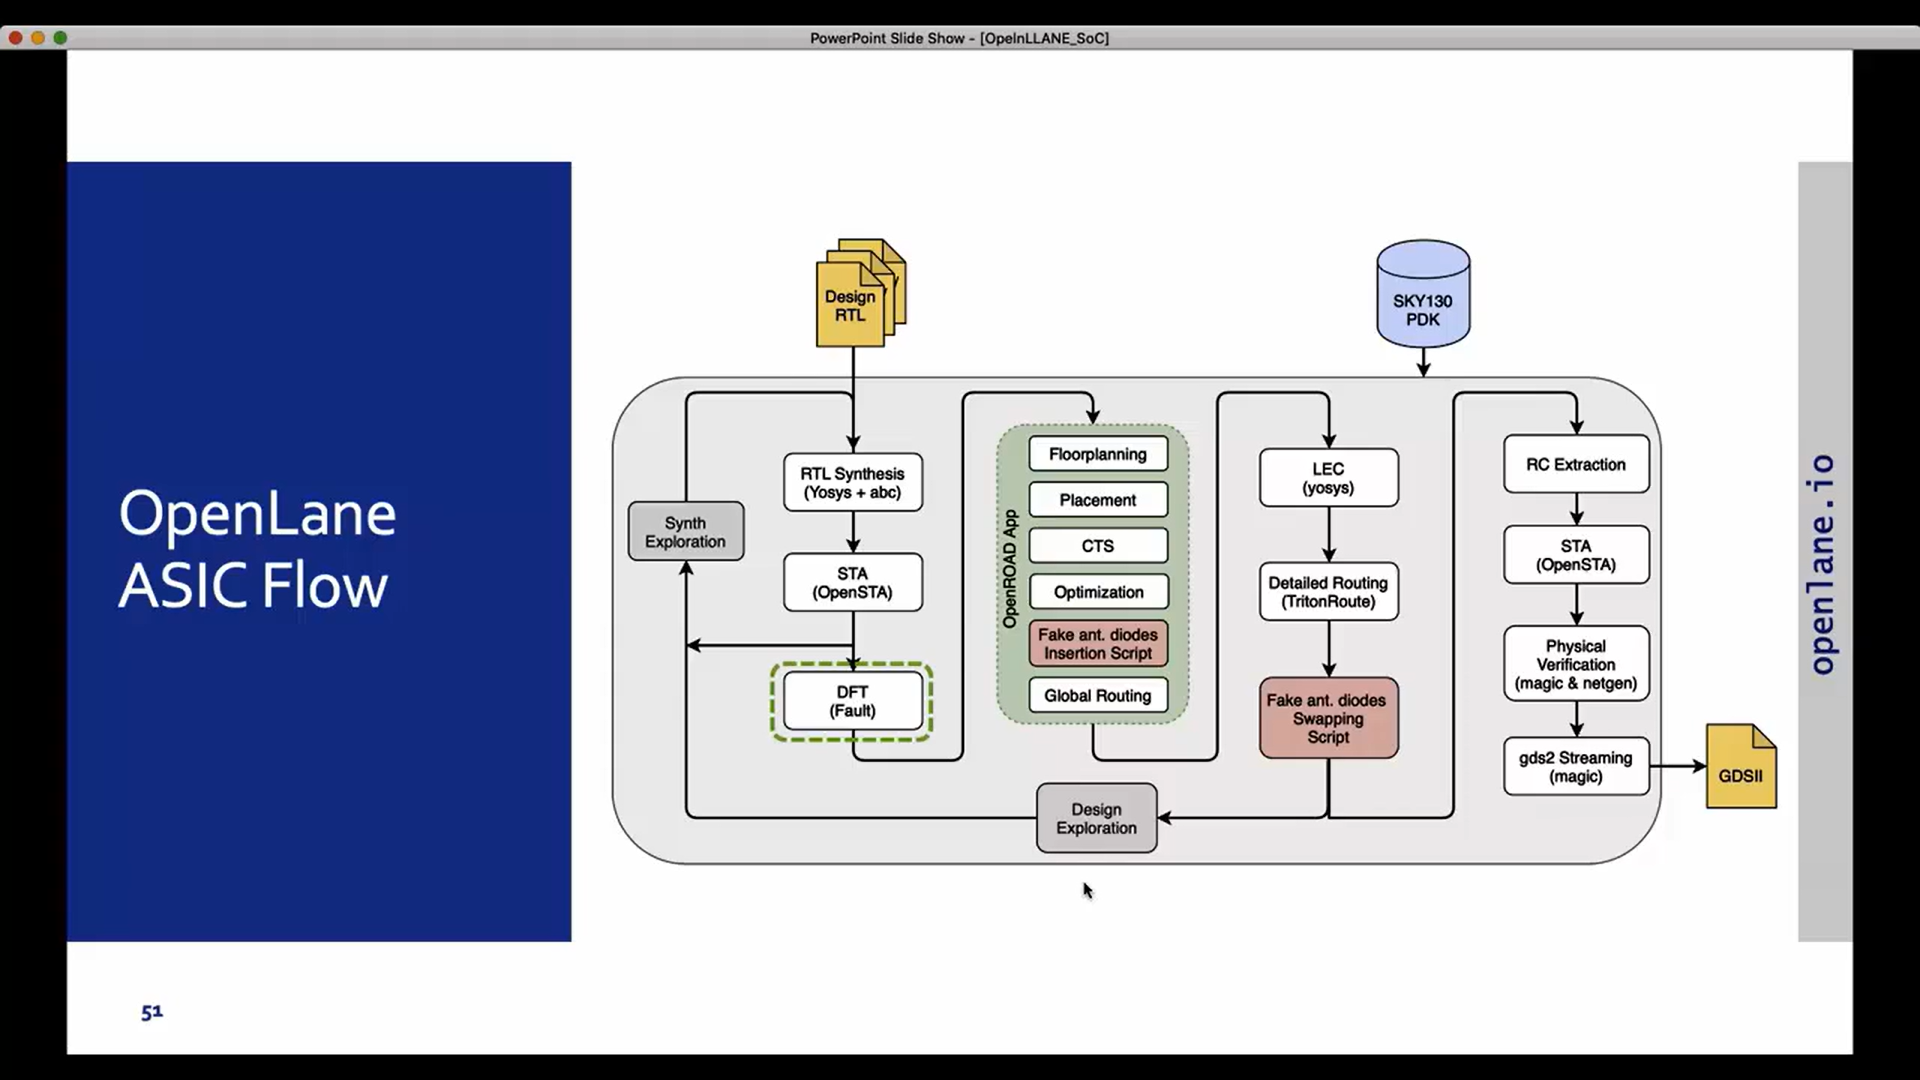 PowerPoint Slide Show - [OpeInLLANE_SoC]
OpenLane
ASIC Flow
Design
RTL
SKY130
PDK
Synth
Exploration
RTL Synthesis
(Yosys + abc)
STA
(OpenSTA)
DFT
(Fault)
OpenROAD App
Floorplanning
Placement
CTS
Optimization
Fake ant. diodes
Insertion Script
Global Routing
LEC
(yosys)
Detailed Routing
(TritonRoute)
Fake ant. diodes
Swapping
Script
Design
Exploration
RC Extraction
STA
(OpenSTA)
Physical
Verification
(magic & netgen)
gds2 Streaming
(magic)
GDSII
openlane.io
51